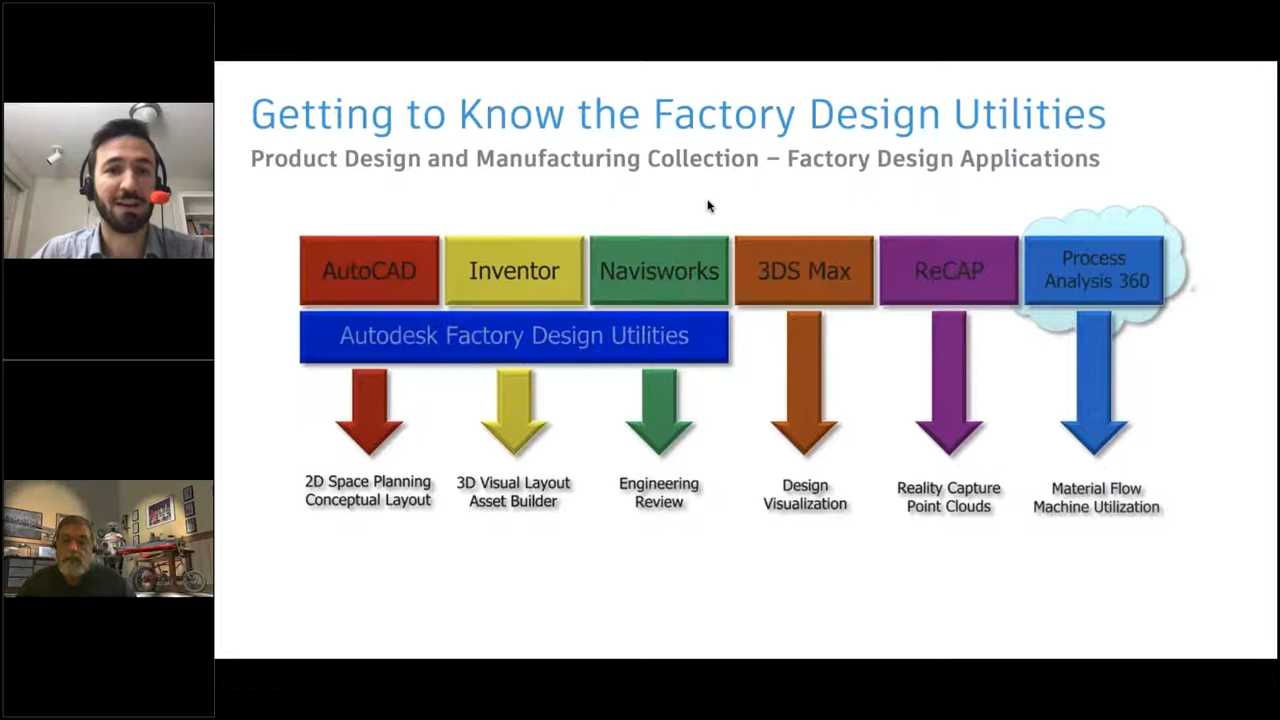 Getting to Know the Factory Design Utilities
Product Design and Manufacturing Collection – Factory Design Applications
AutoCAD
Inventor
Navisworks
3DS Max
ReCAP
Process
Analysis 360
Autodesk Factory Design Utilities
2D Space Planning
Conceptual Layout
3D Visual Layout
Asset Builder
Engineering
Review
Design
Visualization
Reality Capture
Point Clouds
Material Flow
Machine Utilization